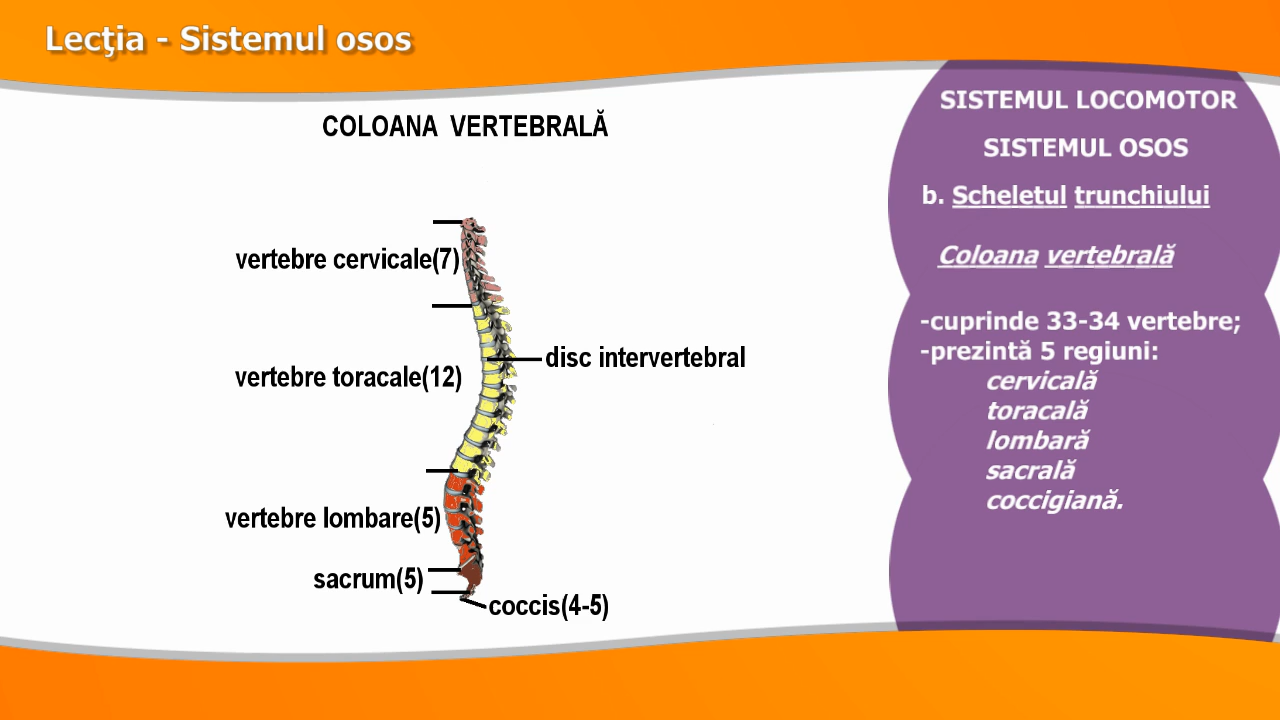 Lecţia - Sistemul osos
COLOANA VERTEBRALĂ
vertebre cervicale(7)
disc intervertebral
vertebre toracale(12)
vertebre lombare(5)
sacrum(5)
coccis(4-5)
SISTEMUL LOCOMOTOR
SISTEMUL OSOS
b. Scheletul trunchiului
Coloana vertebrală
-cuprinde 33-34 vertebre;
-prezintă 5 regiuni:
cervicală
toracală
lombară
sacrală
coccigiană.